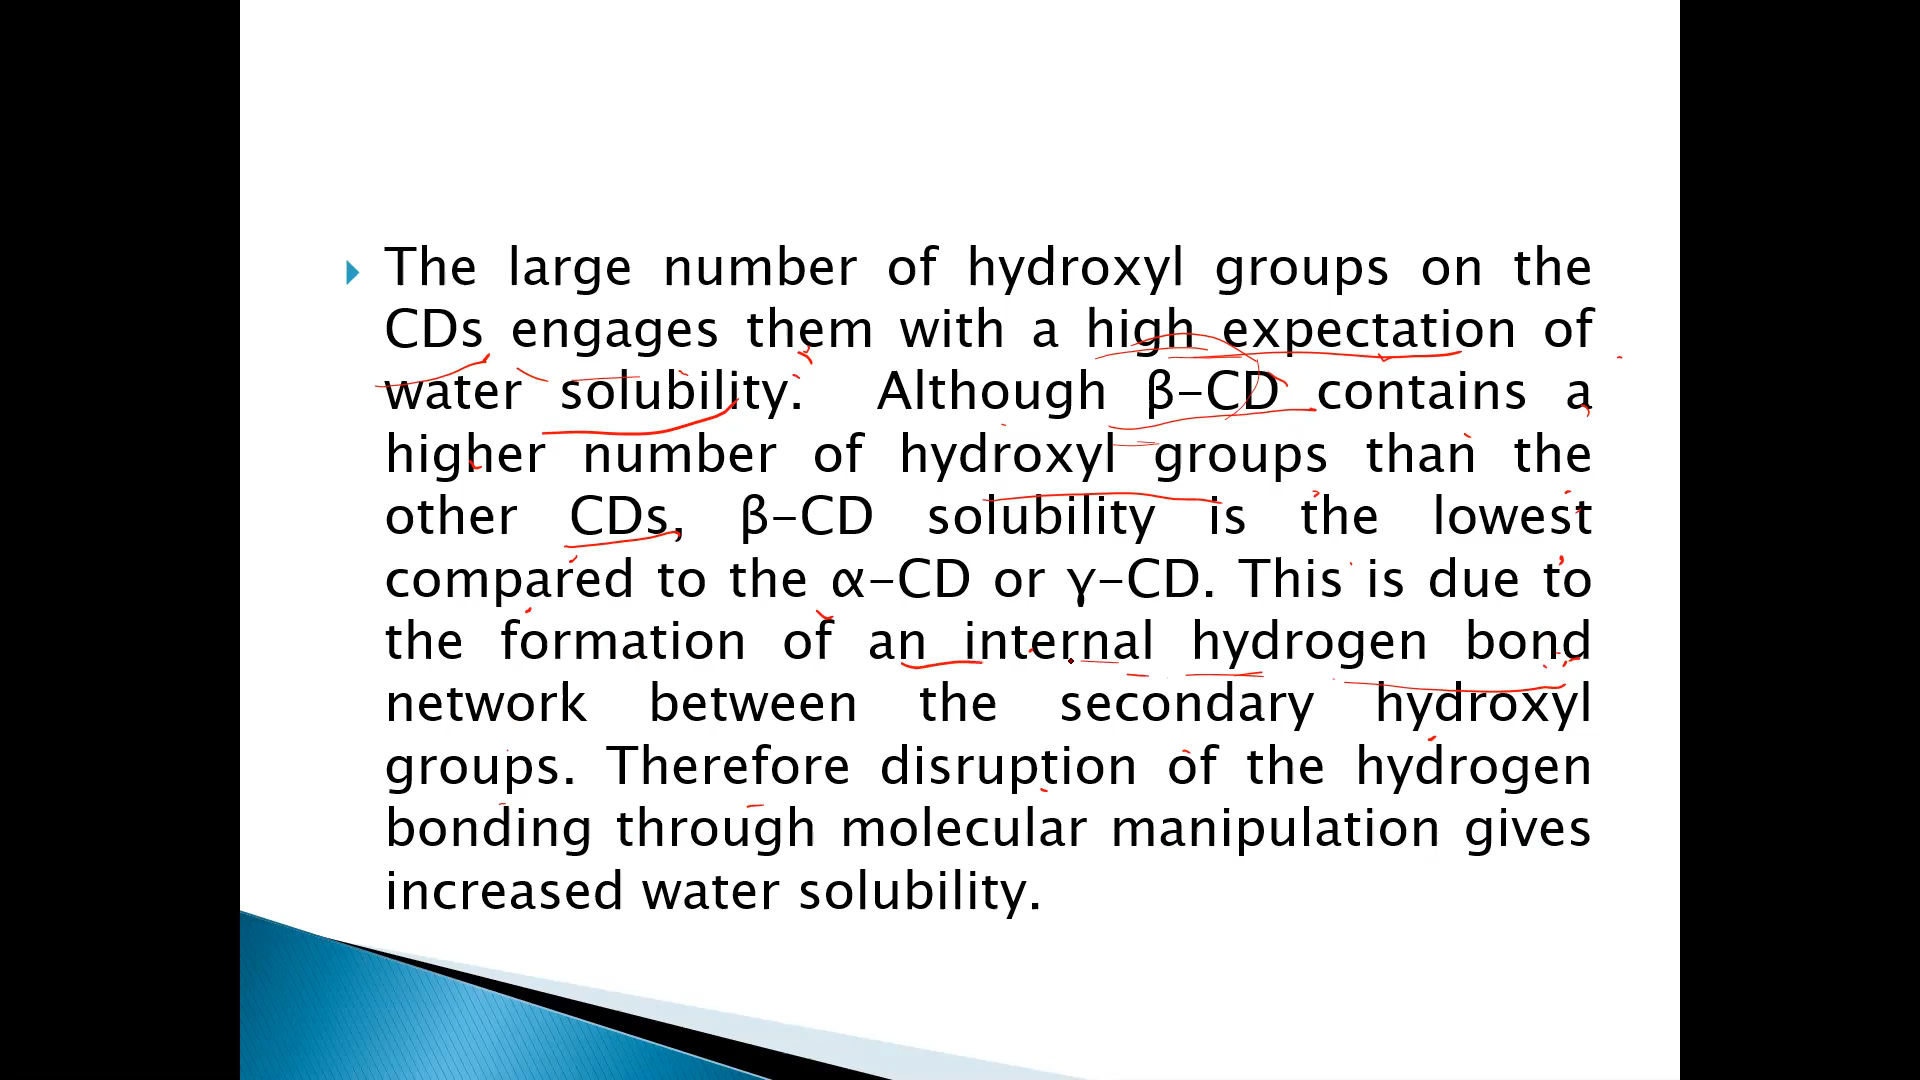 The large number of hydroxyl groups on the
CDs engages them with a high expectation of
water solubility. Although β-CD contains a
higher number of hydroxyl groups than the
other CDs, β-CD solubility is the lowest
compared to the α-CD or γ-CD. This is due to
the formation of an internal hydrogen bond
network between the secondary hydroxyl
groups. Therefore disruption of the hydrogen
bonding through molecular manipulation gives
increased water solubility.